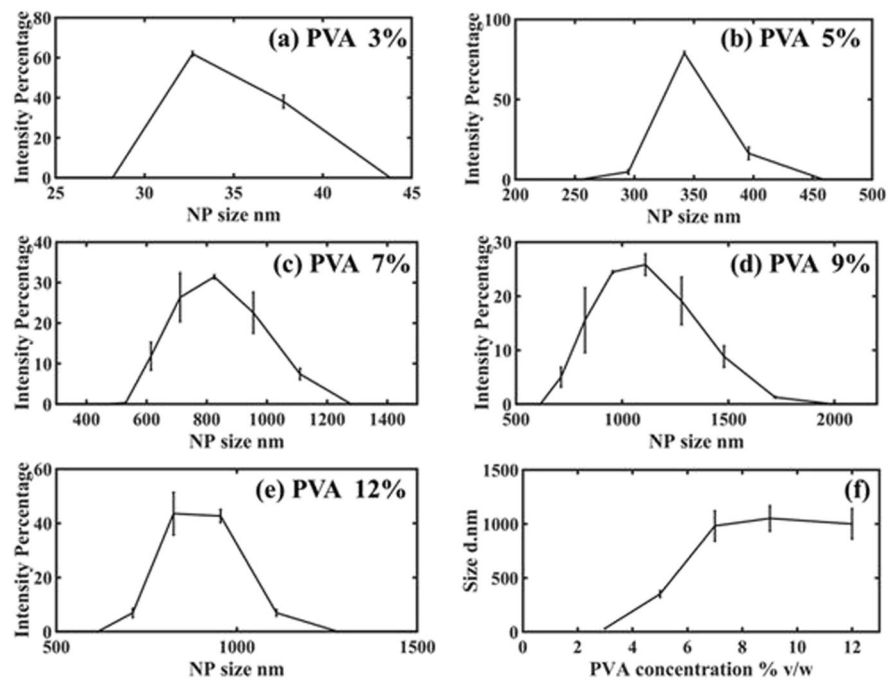 (a) PVA 3%
Intensity Percentage
80
60
40
20
0
25 30 35 40 45
NP size nm
(b) PVA 5%
Intensity Percentage
100
50
0
200 250 300 350 400 450 500
NP size nm
(c) PVA 7%
Intensity Percentage
40
30
20
10
0
400 600 800 1000 1200 1400
NP size nm
(d) PVA 9%
Intensity Percentage
30
20
10
0
500 1000 1500 2000
NP size nm
(e) PVA 12%
Intensity Percentage
60
40
20
0
500 1000 1500
NP size nm
(f)
Size d.nm
1500
1000
500
0
0 2 4 6 8 10 12
PVA concentration % v/w